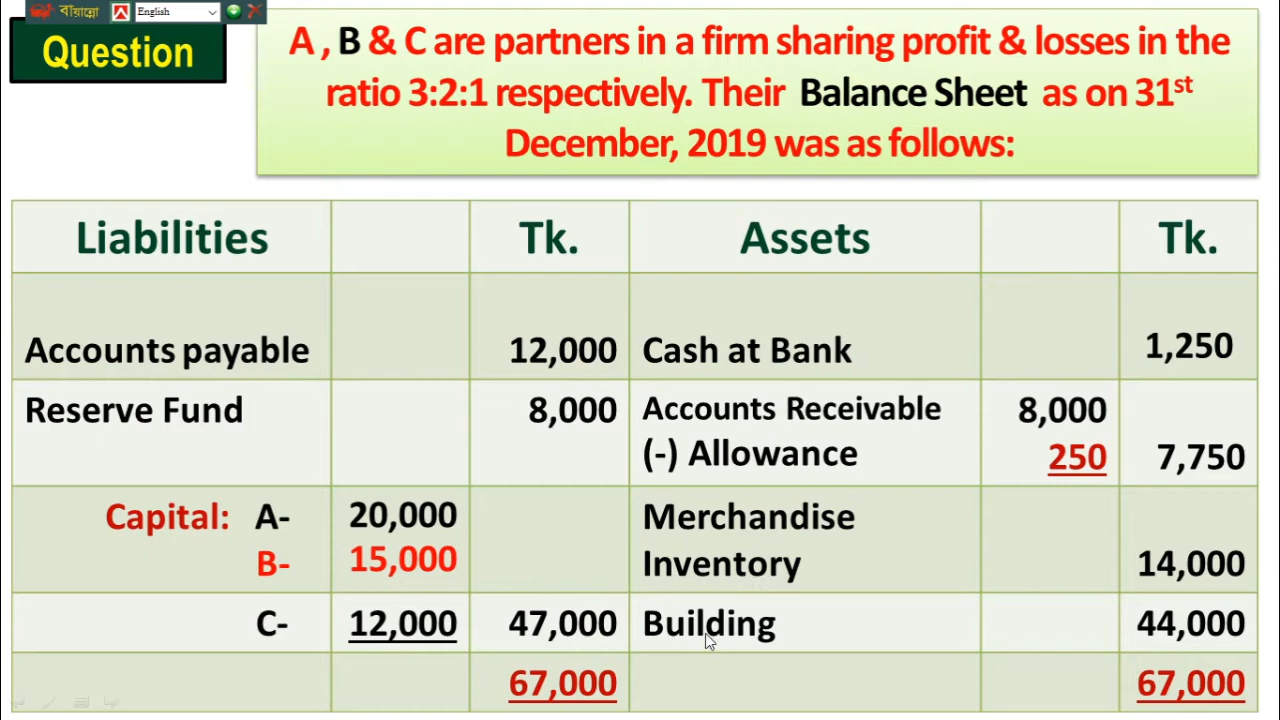 বাঁয়ান্নো English
Question
A , B & C are partners in a firm sharing profit & losses in the
ratio 3:2:1 respectively. Their Balance Sheet as on 31st
December, 2019 was as follows:
Liabilities Tk. Assets Tk.
Accounts payable 12,000 Cash at Bank 1,250
Reserve Fund 8,000 Accounts Receivable 8,000
(-) Allowance 250 7,750
Capital: A- 20,000 Merchandise
B- 15,000 Inventory 14,000
C- 12,000 47,000 Building 44,000
67,000 67,000